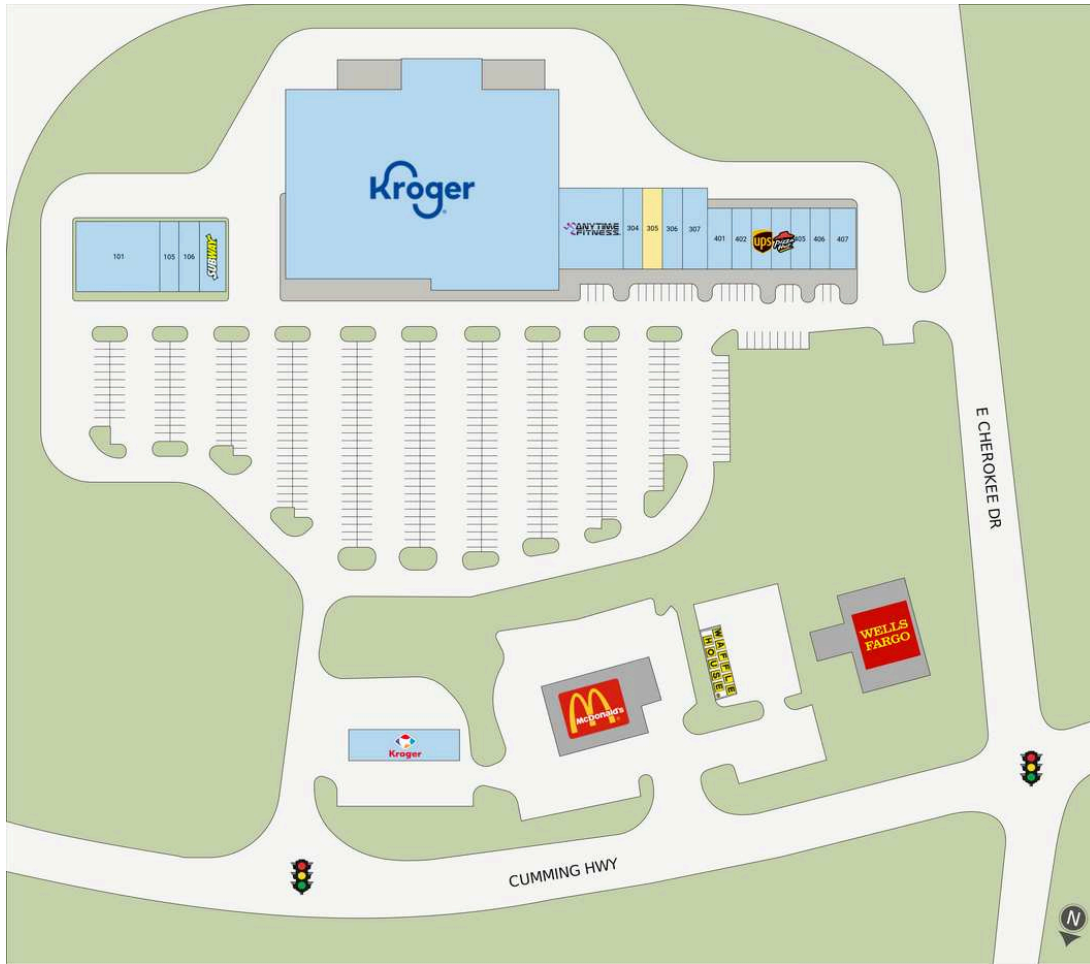 Kroger
ANYTIME
FITNESS
304
305
306
307
401
402
ups
Pizza
Hut
405
406
407
101
105
106
SUBWAY
E CHEROKEE DR
WELLS
FARGO
WAFFLE
HOUSE
McDonald's
Kroger
CUMMING HWY
N